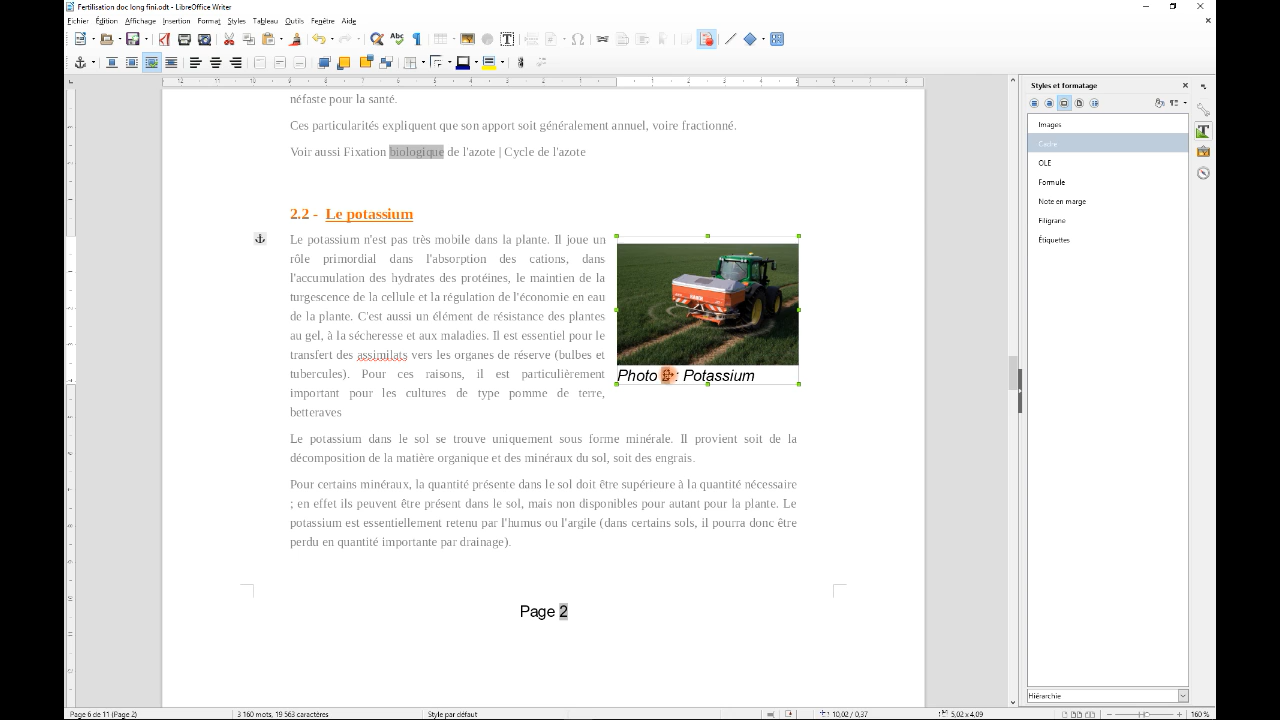 Fertilisation doc long fini.odt - LibreOffice Writer
Fichier Édition Affichage Insertion Format Styles Tableau Outils Fenêtre Aide
néfaste pour la santé.
Ces particularités expliquent que son apport soit généralement annuel, voire fractionné.
Voir aussi Fixation biologique de l'azote | Cycle de l'azote
2.2 - Le potassium
Le potassium n'est pas très mobile dans la plante. Il joue un
rôle primordial dans l'absorption des cations, dans
l'accumulation des hydrates des protéines, le maintien de la
turgescence de la cellule et la régulation de l'économie en eau
de la plante. C'est aussi un élément de résistance des plantes
au gel, à la sécheresse et aux maladies. Il est essentiel pour le
transfert des assimilats vers les organes de réserve (bulbes et
tubercules). Pour ces raisons, il est particulièrement
important pour les cultures de type pomme de terre,
betteraves
Photo : Potassium
Le potassium dans le sol se trouve uniquement sous forme minérale. Il provient soit de la
décomposition de la matière organique et des minéraux du sol, soit des engrais.
Pour certains minéraux, la quantité présente dans le sol doit être supérieure à la quantité nécessaire
; en effet ils peuvent être présent dans le sol, mais non disponibles pour autant pour la plante. Le
potassium est essentiellement retenu par l'humus ou l'argile (dans certains sols, il pourra donc être
perdu en quantité importante par drainage).
Page 2
Styles et formatage
Images
Cadre
OLE
Formule
Note en marge
Filigrane
Étiquettes
Hiérarchie
Page 6 de 11 (Page 2) 3 160 mots, 19 563 caractères Style par défaut 10,02 / 0,37 5,02 x 4,09 160 %